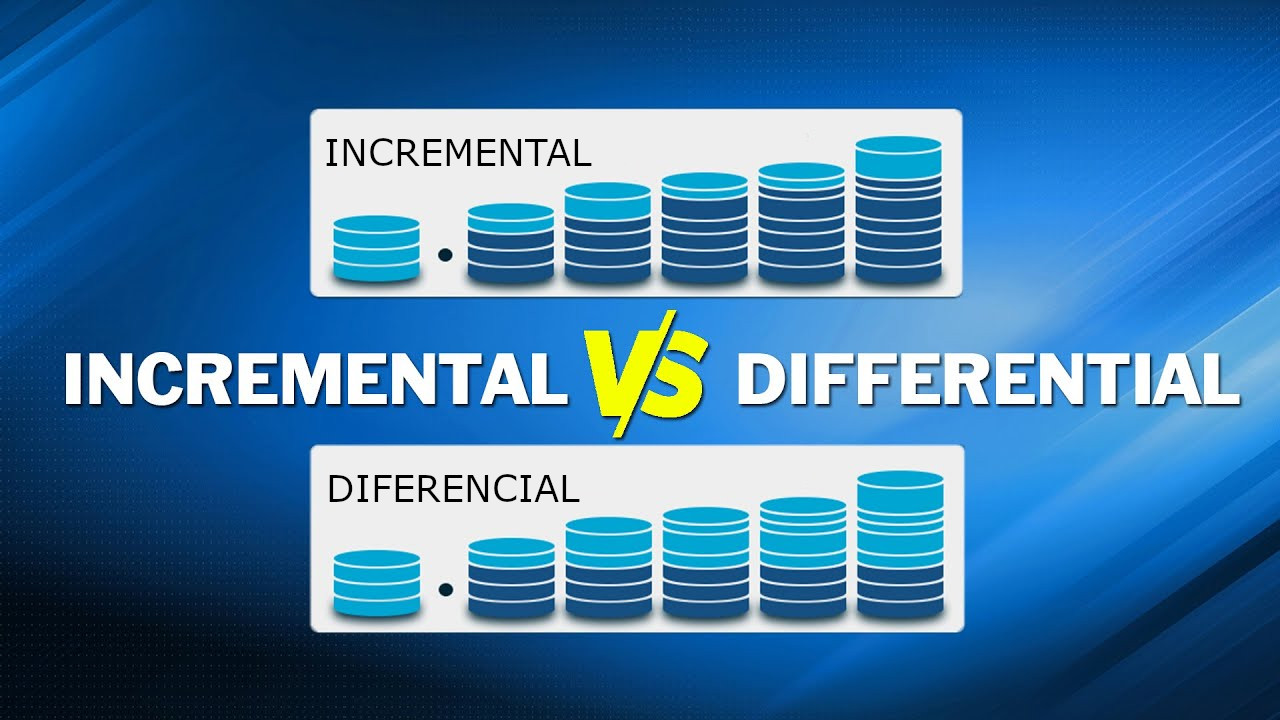 INCREMENTAL
INCREMENTAL VS DIFFERENTIAL
DIFERENCIAL